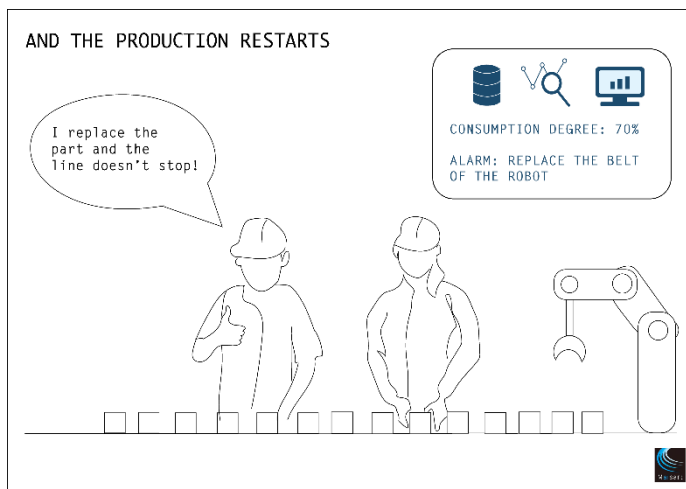 AND THE PRODUCTION RESTARTS
I replace the
part and the
line doesn't stop!
CONSUMPTION DEGREE: 70%
ALARM: REPLACE THE BELT
OF THE ROBOT